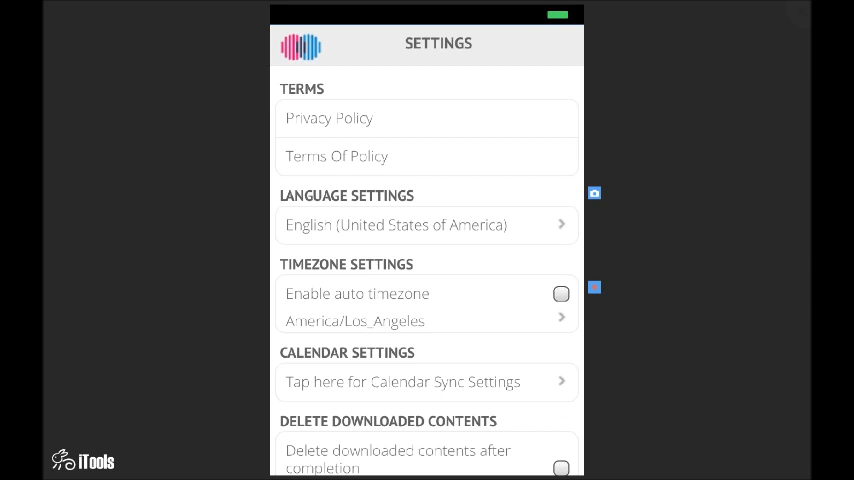 SETTINGS
TERMS
Privacy Policy
Terms Of Policy
LANGUAGE SETTINGS
English (United States of America)
TIMEZONE SETTINGS
Enable auto timezone
America/Los_Angeles
CALENDAR SETTINGS
Tap here for Calendar Sync Settings
DELETE DOWNLOADED CONTENTS
Delete downloaded contents after
completion
iTools